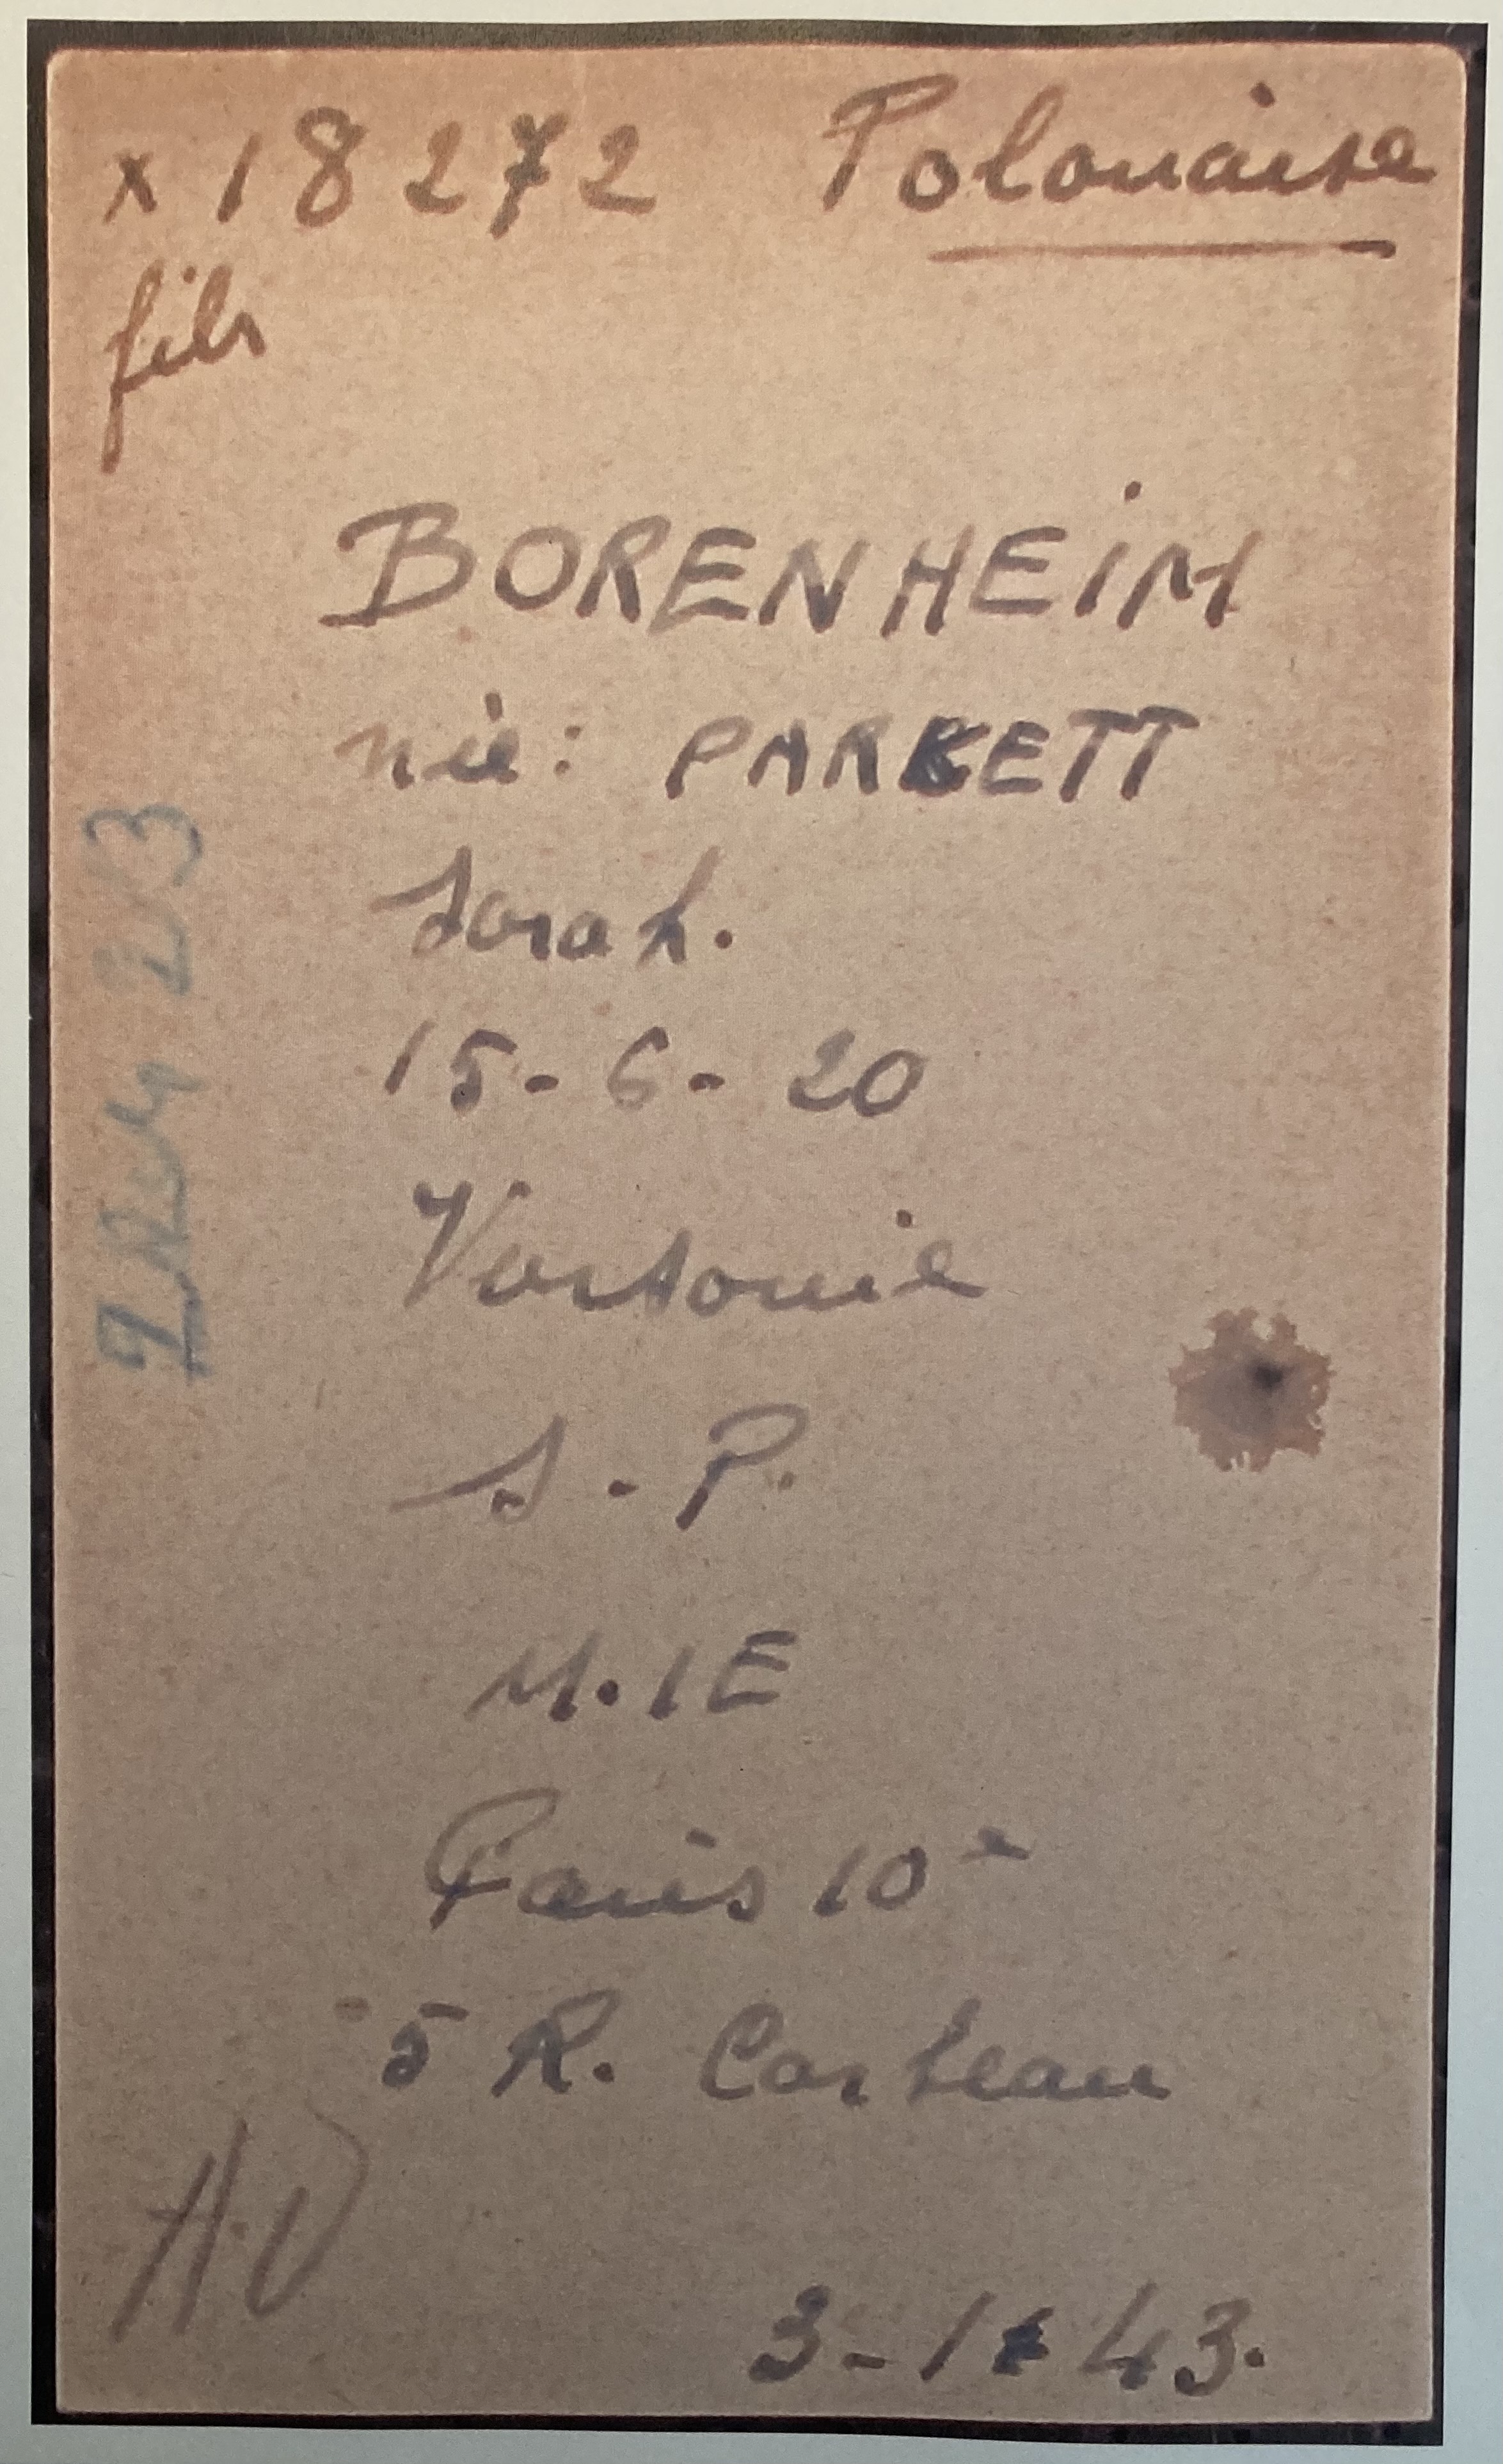 x 18272 Polonaise
fils
BORENHEIM
née: PARKETT
Sarah.
15-6-20
Varsovie
S-P.
M.1E
Paris 10e
5 R. Corbeau
A.V
3-1-43.